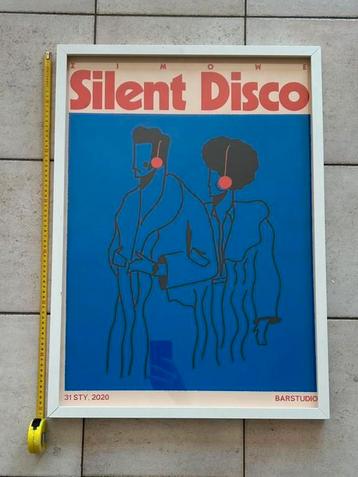 ZIMOWE
Silent Disco
31 STY. 2020 BARSTUDIO